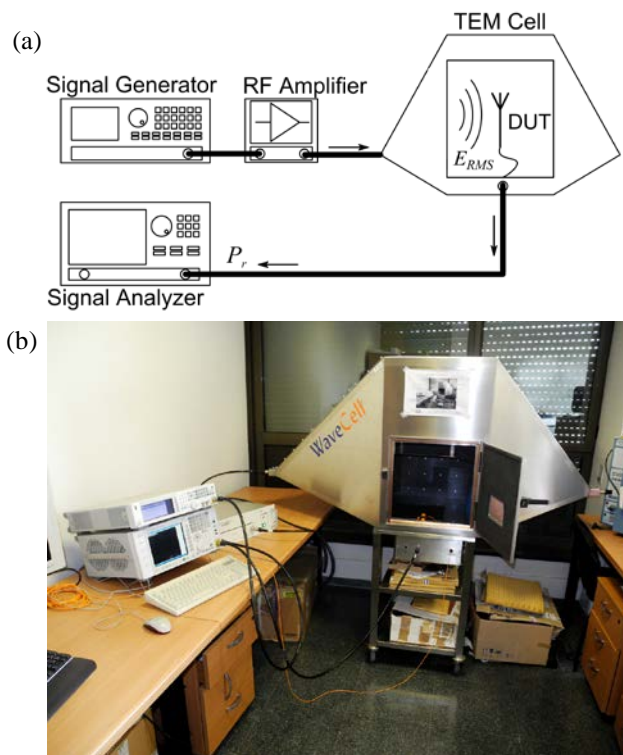 (a)
TEM Cell
Signal Generator
RF Amplifier
DUT
E_RMS
P_r
Signal Analyzer
(b)
WaveCell